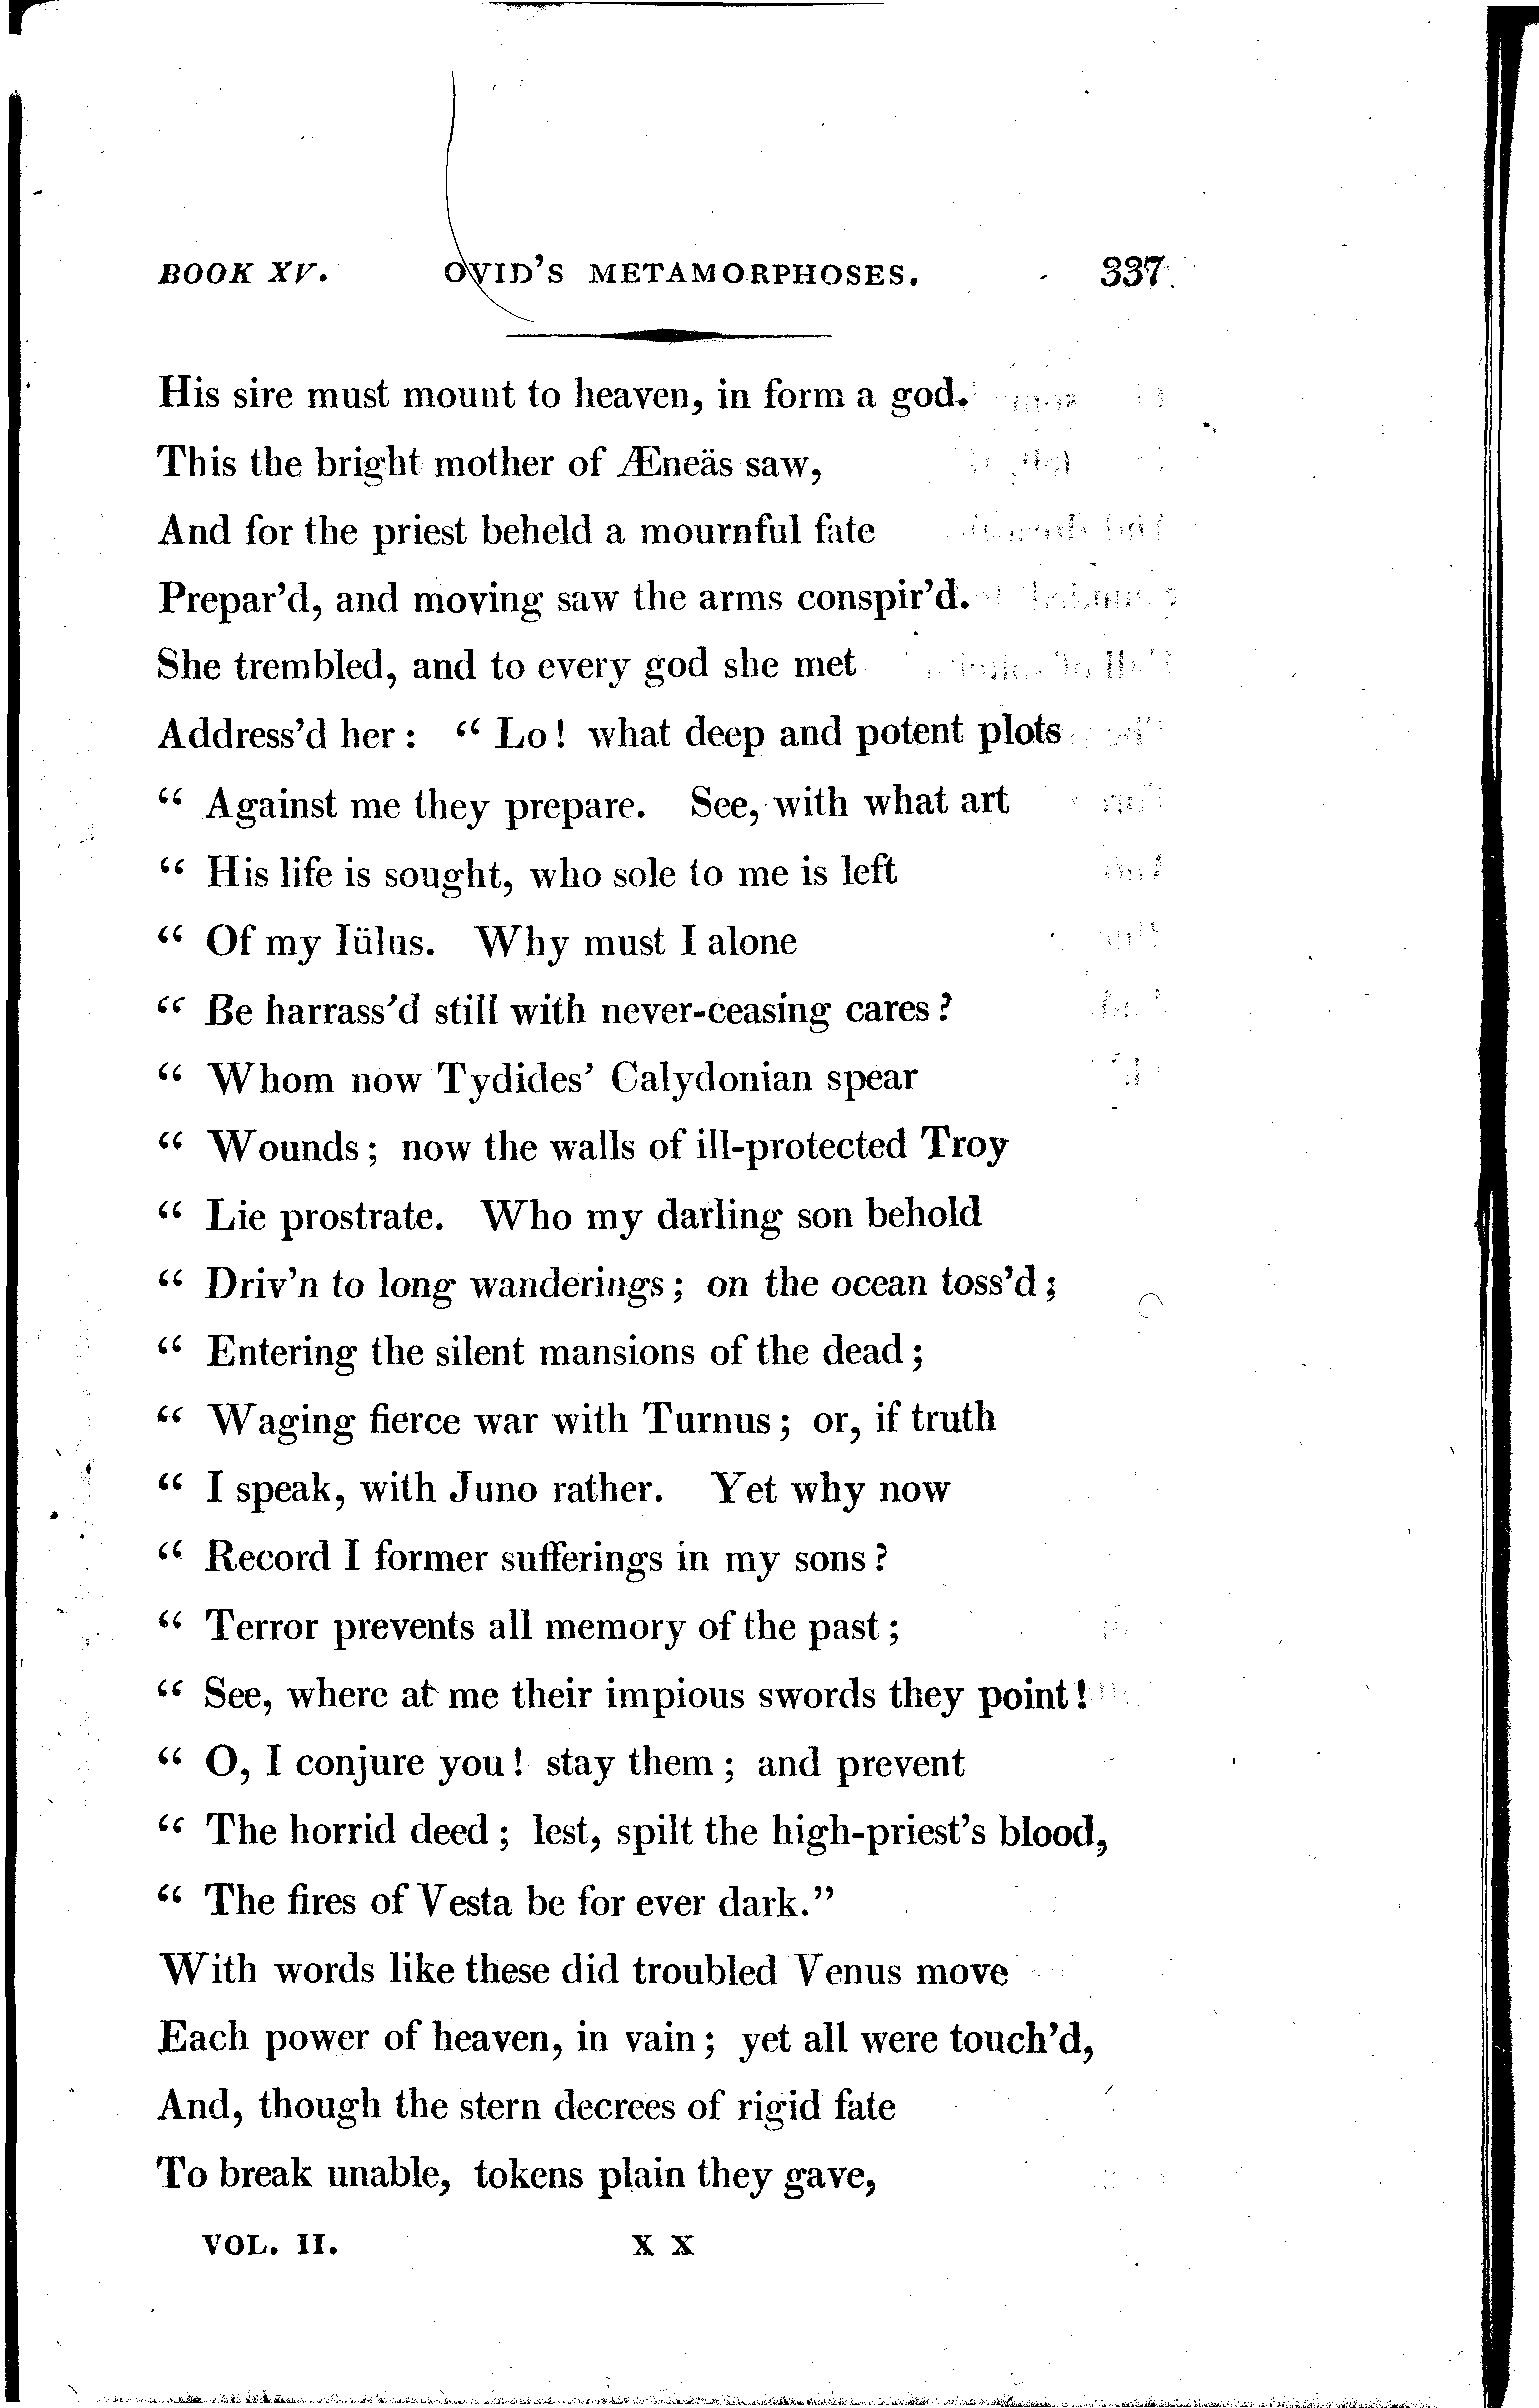 BOOK XV. OVID'S METAMORPHOSES. 337
His sire must mount to heaven, in form a god.
This the bright mother of Æneäs saw,
And for the priest beheld a mournful fate
Prepar'd, and moving saw the arms conspir'd.
She trembled, and to every god she met
Address'd her: “ Lo! what deep and potent plots
“ Against me they prepare. See, with what art
“ His life is sought, who sole to me is left
“ Of my Iülus. Why must I alone
“ Be harrass'd still with never-ceasing cares?
“ Whom now Tydides' Calydonian spear
“ Wounds; now the walls of ill-protected Troy
“ Lie prostrate. Who my darling son behold
“ Driv'n to long wanderings; on the ocean toss'd;
“ Entering the silent mansions of the dead;
“ Waging fierce war with Turnus; or, if truth
“ I speak, with Juno rather. Yet why now
“ Record I former sufferings in my sons?
“ Terror prevents all memory of the past;
“ See, where at me their impious swords they point!
“ O, I conjure you! stay them; and prevent
“ The horrid deed; lest, spilt the high-priest's blood,
“ The fires of Vesta be for ever dark.”
With words like these did troubled Venus move
Each power of heaven, in vain; yet all were touch'd,
And, though the stern decrees of rigid fate
To break unable, tokens plain they gave,
VOL. II. X X